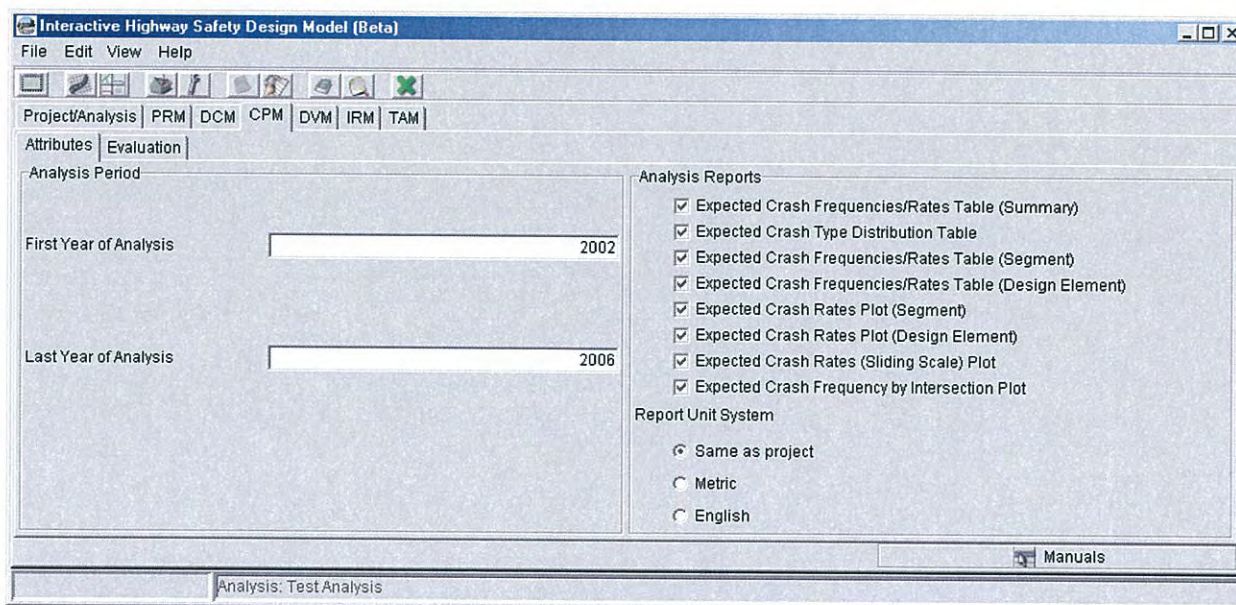 Interactive Highway Safety Design Model (Beta)
File Edit View Help
Project/Analysis PRM DCM CPM DVM IRM TAM
Attributes Evaluation
Analysis Period
First Year of Analysis 2002
Last Year of Analysis 2006
Analysis Reports
Expected Crash Frequencies/Rates Table (Summary)
Expected Crash Type Distribution Table
Expected Crash Frequencies/Rates Table (Segment)
Expected Crash Frequencies/Rates Table (Design Element)
Expected Crash Rates Plot (Segment)
Expected Crash Rates Plot (Design Element)
Expected Crash Rates (Sliding Scale) Plot
Expected Crash Frequency by Intersection Plot
Report Unit System
Same as project
Metric
English
Manuals
Analysis: Test Analysis